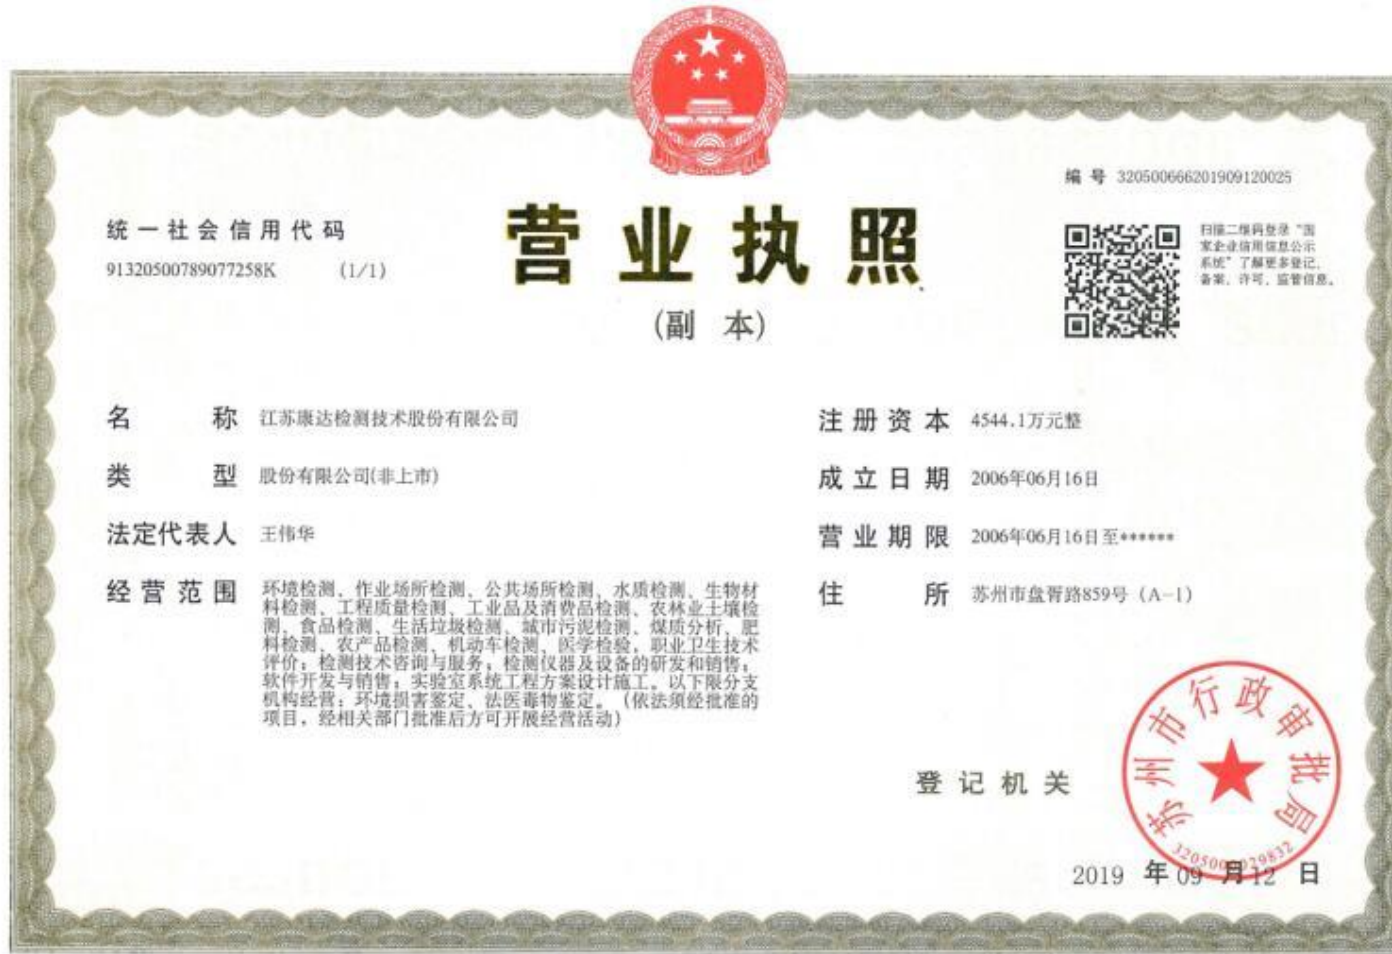 编 号 320500666201909120025
统一社会信用代码
91320500789077258K (1/1)
营业执照
(副 本)
扫描二维码登录“国
家企业信用信息公示
系统”了解更多登记、
备案、许可、监管信息。
名 称 江苏康达检测技术股份有限公司
类 型 股份有限公司(非上市)
法定代表人 王伟华
经营范围 环境检测、作业场所检测、公共场所检测、水质检测、生物材
料检测、工程质量检测、工业品及消费品检测、农林业土壤检
测、食品检测、生活垃圾检测、城市污泥检测、煤质分析、肥
料检测、农产品检测、机动车检测、医学检验，职业卫生技术
评价；检测技术咨询与服务；检测仪器及设备的研发和销售；
软件开发与销售；实验室系统工程方案设计施工。以下限分支
机构经营：环境损害鉴定、法医毒物鉴定。（依法须经批准的
项目，经相关部门批准后方可开展经营活动）
注册资本 4544.1万元整
成立日期 2006年06月16日
营业期限 2006年06月16日至******
住 所 苏州市盘胥路859号（A-1）
登记机关
苏州市行政审批局
3205000029832
2019 年 09 月 12 日